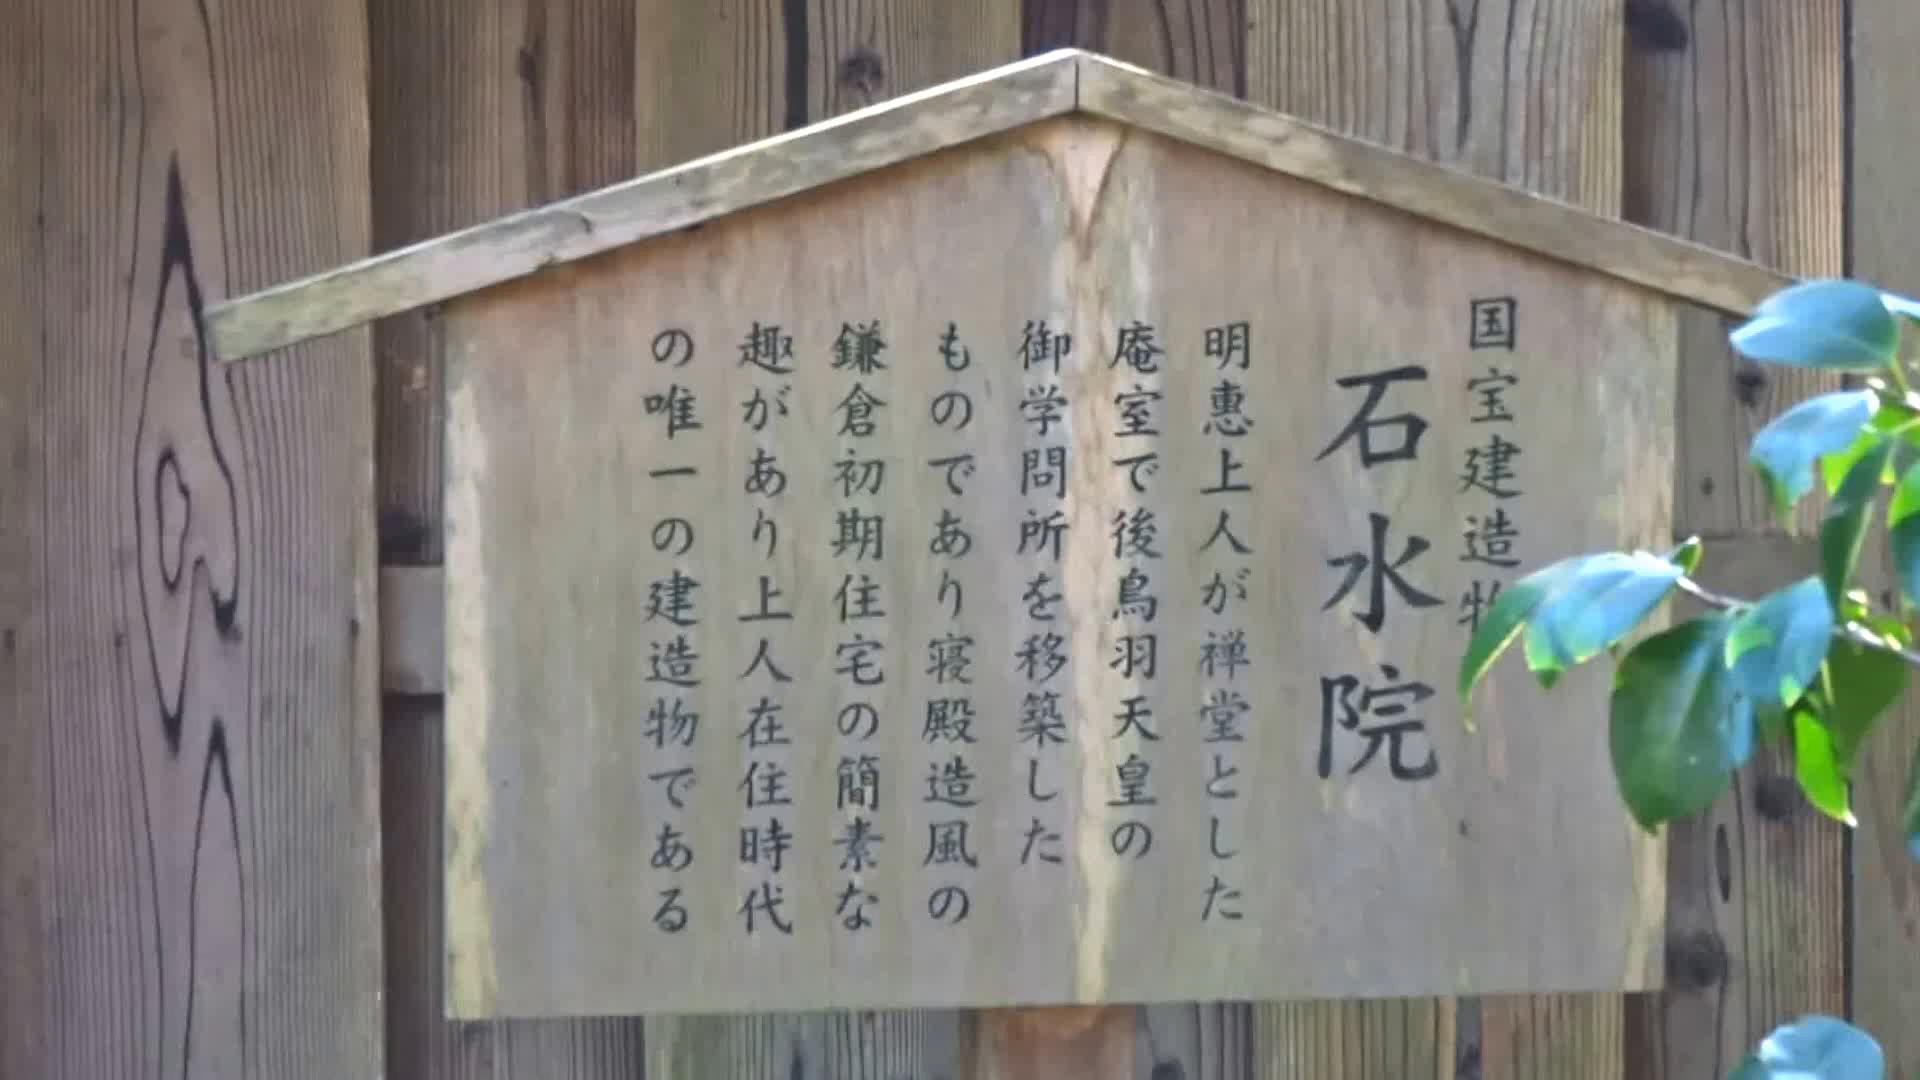 国宝建造物
石水院
明恵上人が禅堂とした
庵室で後鳥羽天皇の
御学問所を移築した
ものであり寝殿造風の
鎌倉初期住宅の簡素な
趣があり上人在住時代
の唯一の建造物である